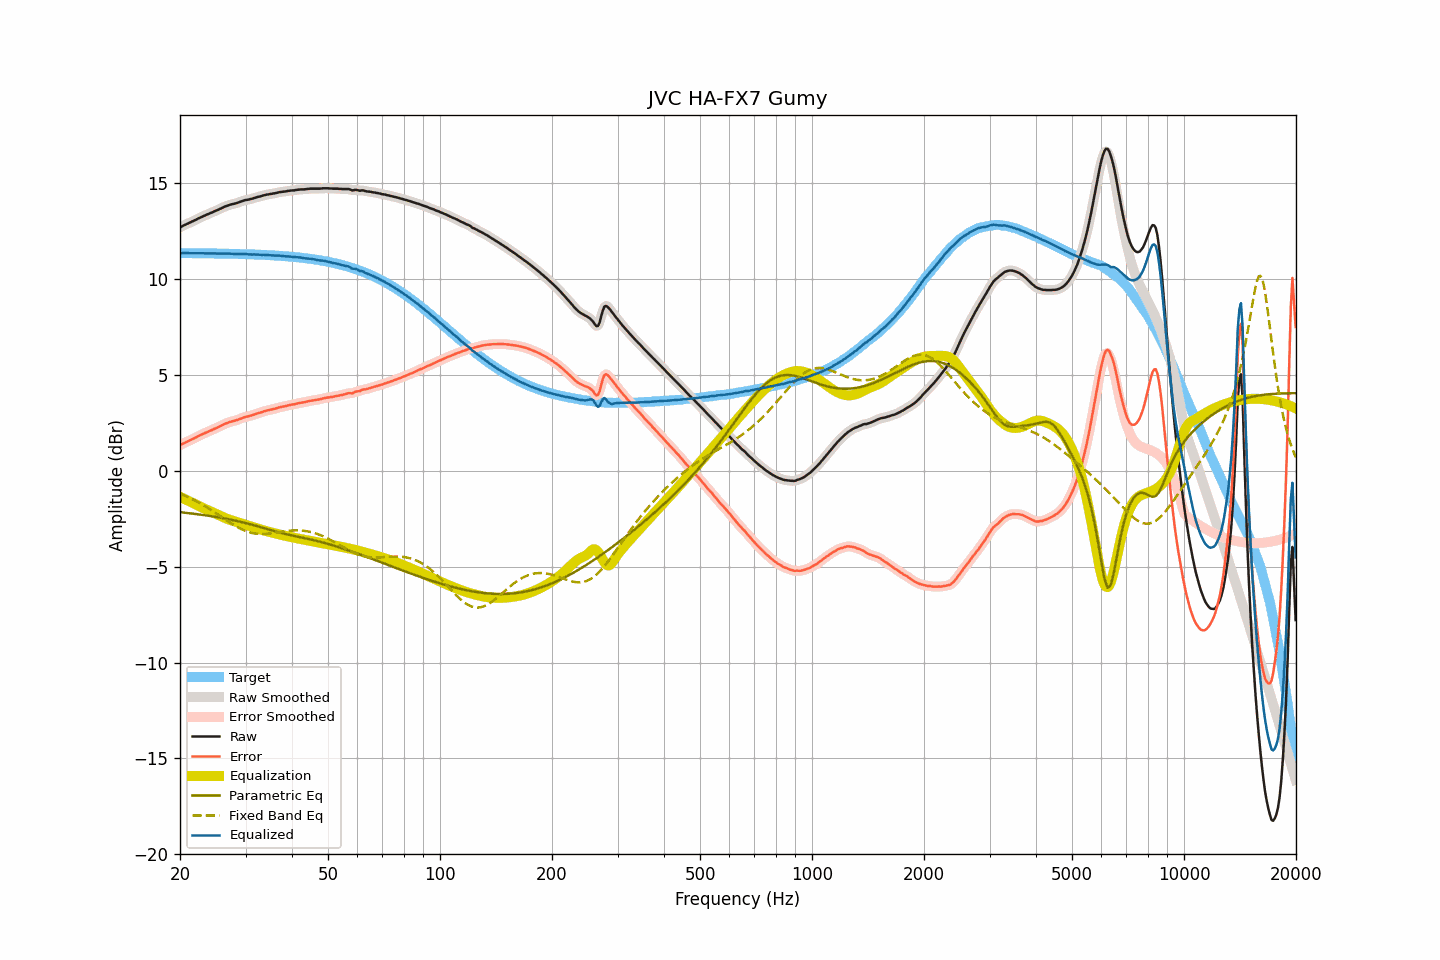 JVC HA-FX7 Gumy
Amplitude (dBr)
15
10
5
0
−5
−10
−15
−20
Target
Raw Smoothed
Error Smoothed
Raw
Error
Equalization
Parametric Eq
Fixed Band Eq
Equalized
20 50 100 200 500 1000 2000 5000 10000 20000
Frequency (Hz)